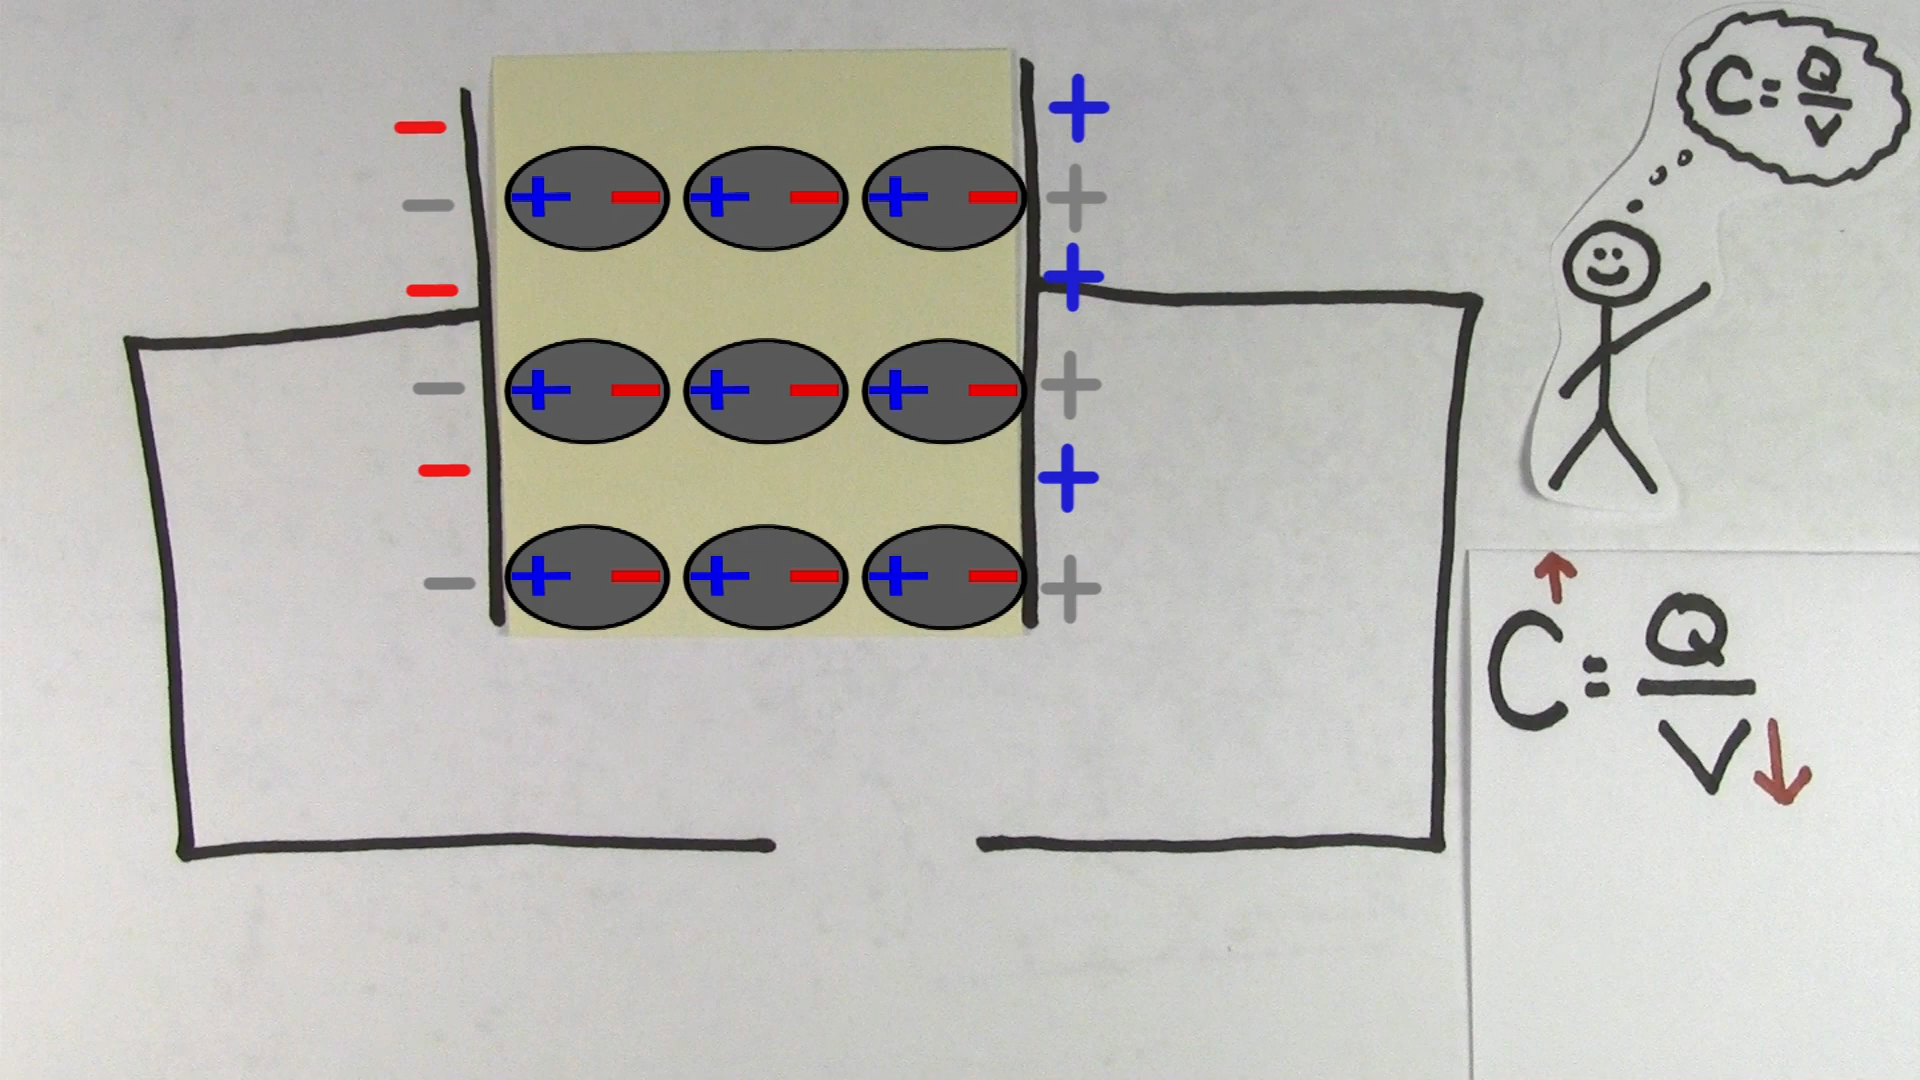 C = Q/V
C = Q/V